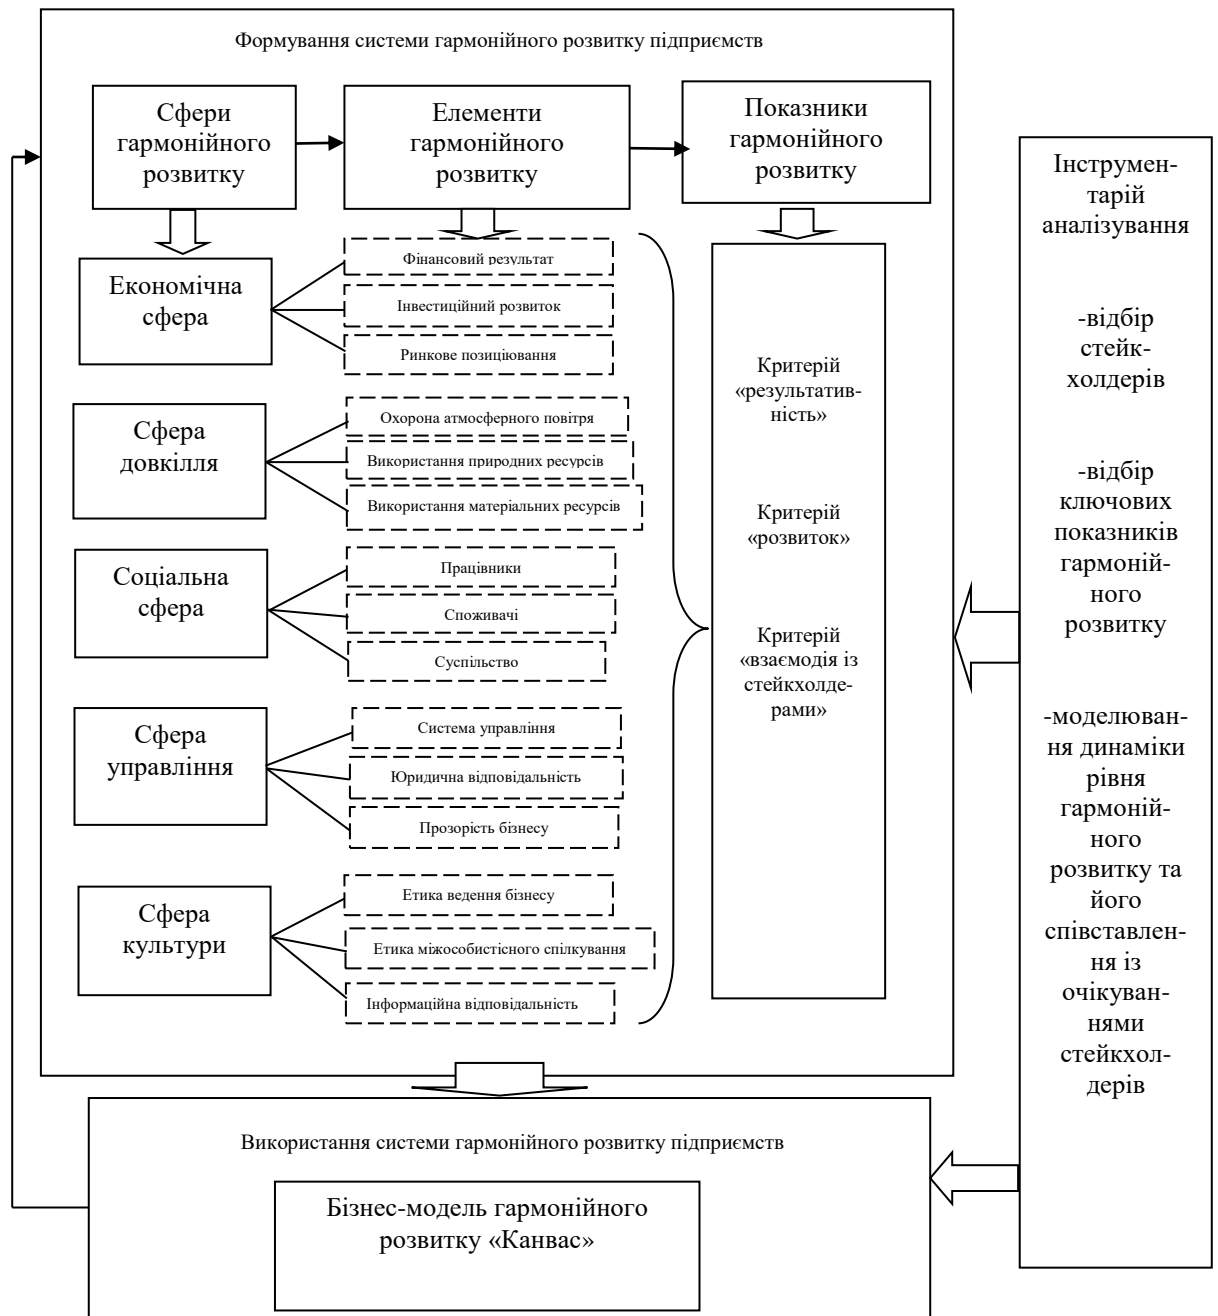 Формування системи гармонійного розвитку підприємств
Сфери
гармонійного
розвитку
Елементи
гармонійного
розвитку
Показники
гармонійного
розвитку
Економічна
сфера
Фінансовий результат
Інвестиційний розвиток
Ринкове позиціювання
Сфера
довкілля
Охорона атмосферного повітря
Використання природних ресурсів
Використання матеріальних ресурсів
Соціальна
сфера
Працівники
Споживачі
Суспільство
Сфера
управління
Система управління
Юридична відповідальність
Прозорість бізнесу
Сфера
культури
Етика ведення бізнесу
Етика міжособистісного спілкування
Інформаційна відповідальність
Критерій
«результатив-
ність»
Критерій
«розвиток»
Критерій
«взаємодія із
стейкхолде-
рами»
Інструмен-
тарій
аналізування
-відбір
стейк-
холдерів
-відбір
ключових
показників
гармоній-
ного
розвитку
-моделюван-
ня динаміки
рівня
гармоній-
ного
розвитку та
його
співставлен-
ня із
очікуван-
нями
стейкхол-
дерів
Використання системи гармонійного розвитку підприємств
Бізнес-модель гармонійного
розвитку «Канвас»